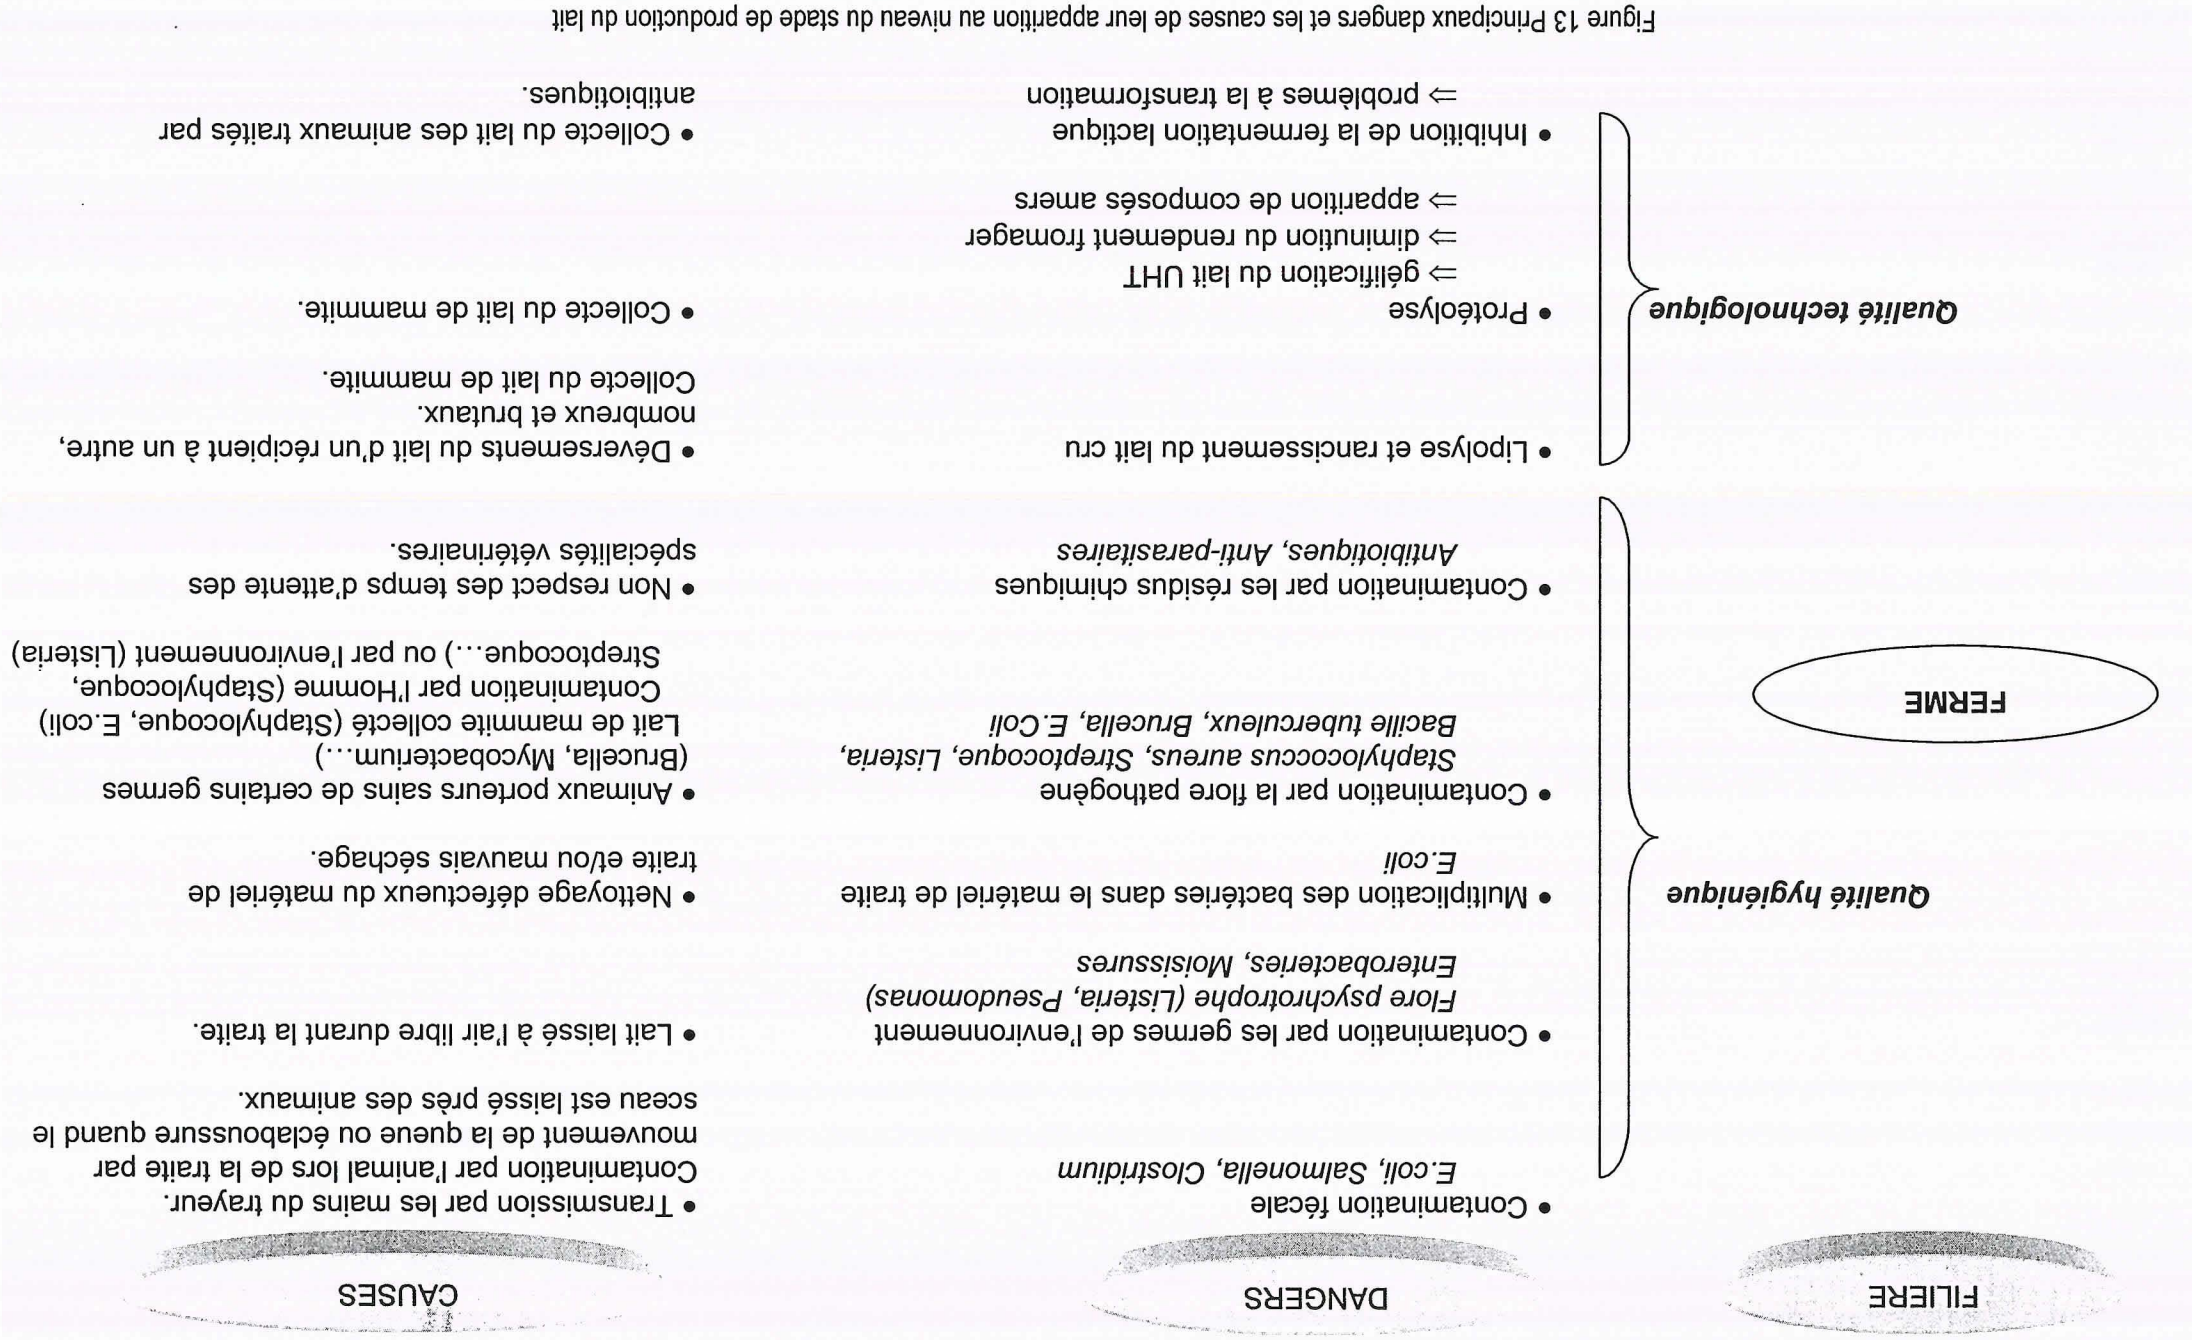 FILIERE
DANGERS
CAUSES
FERME
Qualité hygiénique
• Contamination fécale
E.coli, Salmonella, Clostridium
• Transmission par les mains du trayeur.
Contamination par l'animal lors de la traite par
mouvement de la queue ou éclaboussure quand le
sceau est laissé près des animaux.
• Contamination par les germes de l'environnement
Flore psychrotrophe (Listeria, Pseudomonas)
Enterobacteries, Moisissures
• Lait laissé à l'air libre durant la traite.
• Multiplication des bactéries dans le matériel de traite
E.coli
• Nettoyage défectueux du matériel de
traite et/ou mauvais séchage.
• Contamination par la flore pathogène
Staphylococcus aureus, Streptocoque, Listeria,
Bacille tuberculeux, Brucella, E.Coli
• Animaux porteurs sains de certains germes
(Brucella, Mycobacterium...)
Lait de mammite collecté (Staphylocoque, E.coli)
Contamination par l'Homme (Staphylocoque,
Streptocoque...) ou par l'environnement (Listeria)
• Contamination par les résidus chimiques
Antibiotiques, Anti-parasitaires
• Non respect des temps d'attente des
spécialités vétérinaires.
Qualité technologique
• Lipolyse et rancissement du lait cru
• Déversements du lait d'un récipient à un autre,
nombreux et brutaux.
Collecte du lait de mammite.
• Protéolyse
⇒ gélification du lait UHT
⇒ diminution du rendement fromager
⇒ apparition de composés amers
• Collecte du lait de mammite.
• Inhibition de la fermentation lactique
⇒ problèmes à la transformation
• Collecte du lait des animaux traités par
antibiotiques.
Figure 13 Principaux dangers et les causes de leur apparition au niveau du stade de production du lait